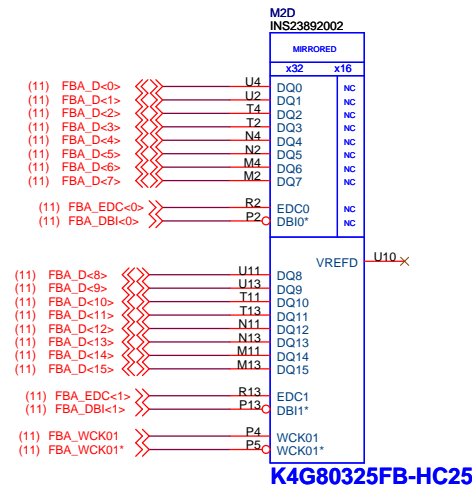 M2D
INS23892002
MIRRORED
x32 x16
(11) FBA_D<0> U4 DQ0 NC
(11) FBA_D<1> U2 DQ1 NC
(11) FBA_D<2> T4 DQ2 NC
(11) FBA_D<3> T2 DQ3 NC
(11) FBA_D<4> N4 DQ4 NC
(11) FBA_D<5> N2 DQ5 NC
(11) FBA_D<6> M4 DQ6 NC
(11) FBA_D<7> M2 DQ7 NC
(11) FBA_EDC<0> R2 EDC0 NC
(11) FBA_DBI<0> P2 DBI0* NC
VREFD U10
(11) FBA_D<8> U11 DQ8
(11) FBA_D<9> U13 DQ9
(11) FBA_D<10> T11 DQ10
(11) FBA_D<11> T13 DQ11
(11) FBA_D<12> N11 DQ12
(11) FBA_D<13> N13 DQ13
(11) FBA_D<14> M11 DQ14
(11) FBA_D<15> M13 DQ15
(11) FBA_EDC<1> R13 EDC1
(11) FBA_DBI<1> P13 DBI1*
(11) FBA_WCK01 P4 WCK01
(11) FBA_WCK01* P5 WCK01*
K4G80325FB-HC25